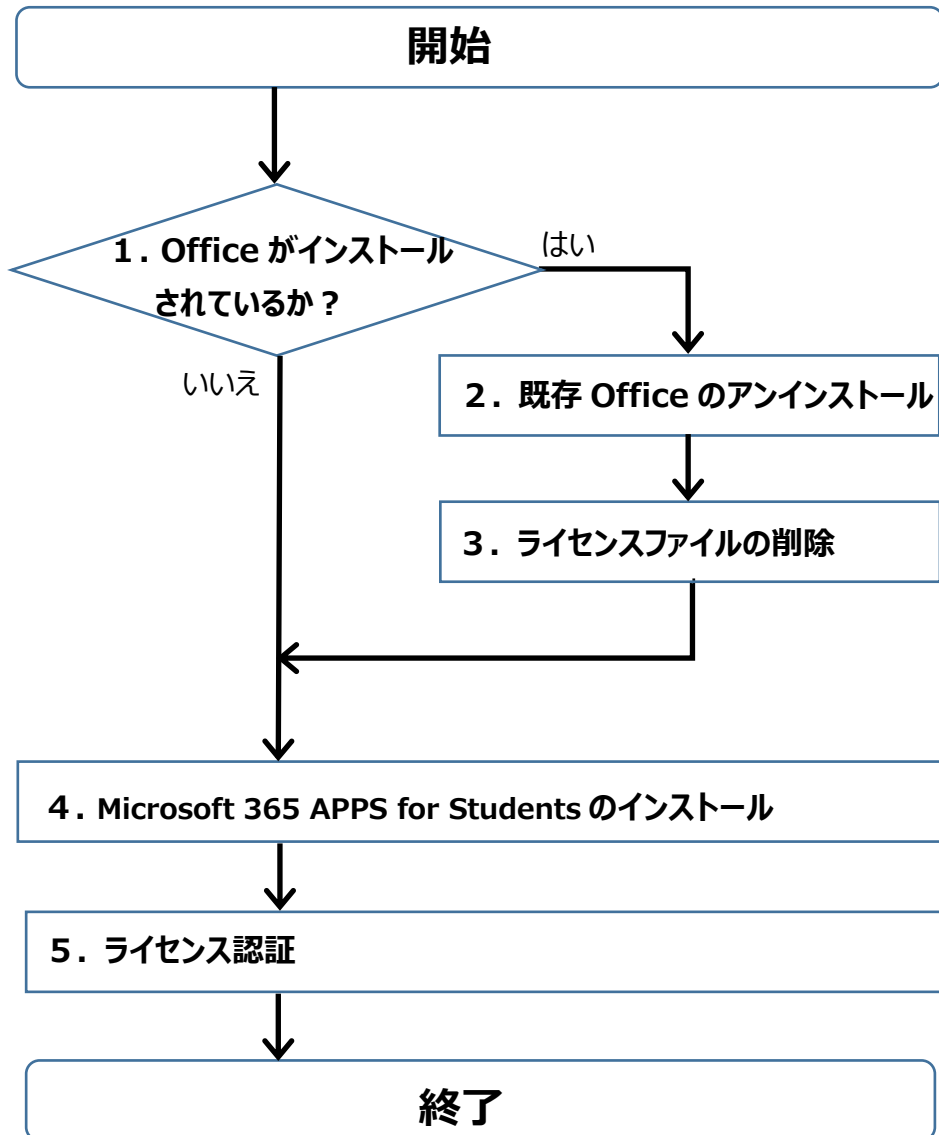 開始
1. Office がインストール
されているか?
はい
いいえ
2. 既存 Office のアンインストール
3. ライセンスファイルの削除
4. Microsoft 365 APPS for Students のインストール
5. ライセンス認証
終了